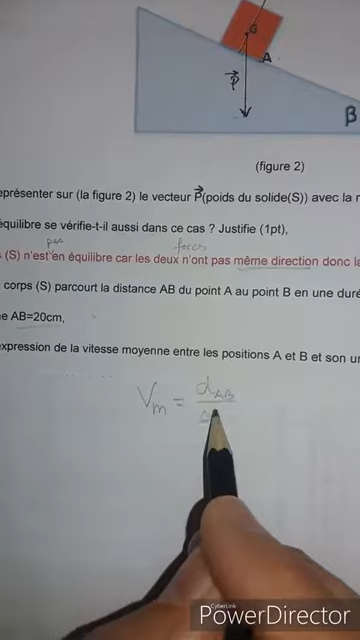 G
A
P
β
(figure 2)
eprésenter sur (la figure 2) le vecteur P(poids du solide(S)) avec la
équilibre se vérifie-t-il aussi dans ce cas ? Justifie (1pt),
pas forces
(S) n'est'en équilibre car les deux n'ont pas même direction donc la
corps (S) parcourt la distance AB du point A au point B en une duré
e AB=20cm,
expression de la vitesse moyenne entre les positions A et B et son un
Vm = dAB
CyberLink
PowerDirector